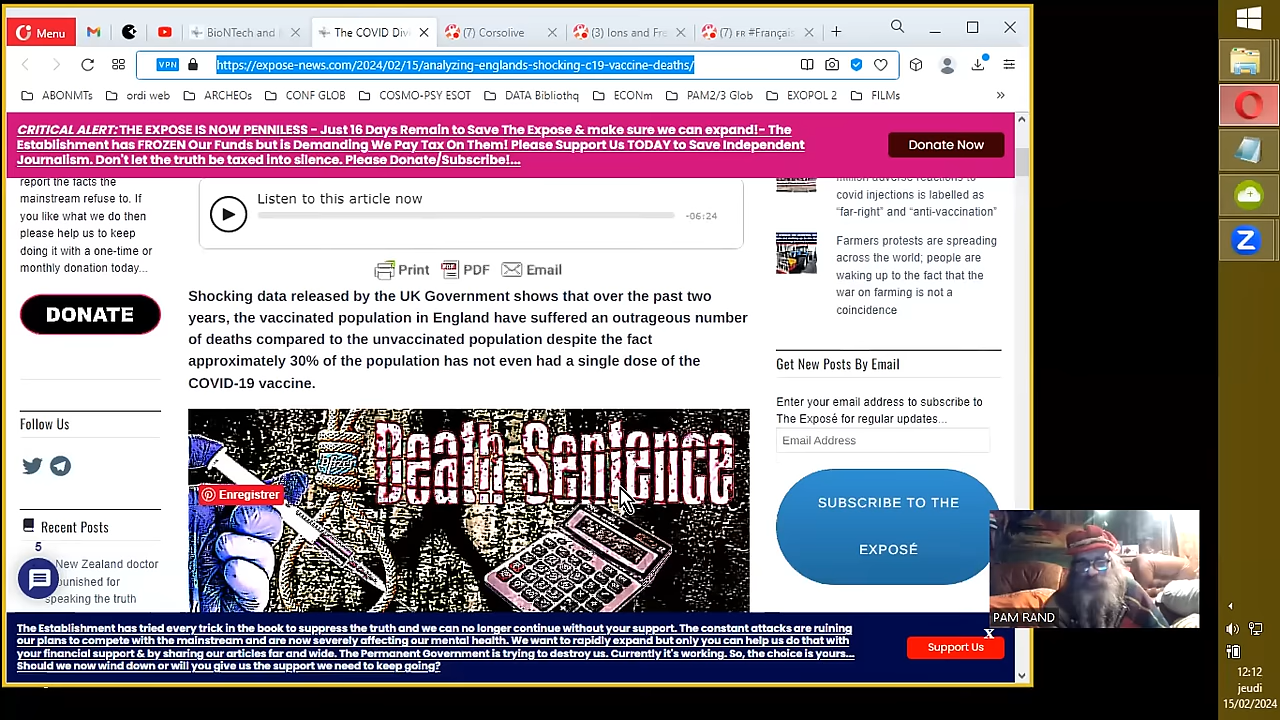 Menu
BioNTech and
The COVID Div
(7) Corsolive
(3) Ions and Fre
(7) FR #Français
VPN
https://expose-news.com/2024/02/15/analyzing-englands-shocking-c19-vaccine-deaths/
ABONMTs
ordi web
ARCHEOs
CONF GLOB
COSMO-PSY ESOT
DATA Bibliothq
ECONm
PAM2/3 Glob
EXOPOL 2
FILMs
»
CRITICAL ALERT: THE EXPOSE IS NOW PENNILESS - Just 16 Days Remain to Save The Expose & make sure we can expand!- The
Establishment has FROZEN Our Funds but is Demanding We Pay Tax On Them! Please Support Us TODAY to Save Independent
Journalism. Don't let the truth be taxed into silence. Please Donate/Subscribe!...
Donate Now
report the facts the
mainstream refuse to. If
you like what we do then
please help us to keep
doing it with a one-time or
monthly donation today...
DONATE
Follow Us
Recent Posts
5
New Zealand doctor
punished for
speaking the truth
Listen to this article now
-06:24
Print
PDF
Email
Shocking data released by the UK Government shows that over the past two
years, the vaccinated population in England have suffered an outrageous number
of deaths compared to the unvaccinated population despite the fact
approximately 30% of the population has not even had a single dose of the
COVID-19 vaccine.
Death Sentence
Enregistrer
million adverse reactions to
covid injections is labelled as
“far-right” and “anti-vaccination”
Farmers protests are spreading
across the world; people are
waking up to the fact that the
war on farming is not a
coincidence
Get New Posts By Email
Enter your email address to subscribe to
The Exposé for regular updates...
Email Address
SUBSCRIBE TO THE
EXPOSÉ
PAM RAND
The Establishment has tried every trick in the book to suppress the truth and we can no longer continue without your support. The constant attacks are ruining
our plans to compete with the mainstream and are now severely affecting our mental health. We want to rapidly expand but only you can help us do that with
your financial support & by sharing our articles far and wide. The Permanent Government is trying to destroy us. Currently it's working. So, the choice is yours...
Should we now wind down or will you give us the support we need to keep going?
x
Support Us
12:12
jeudi
15/02/2024